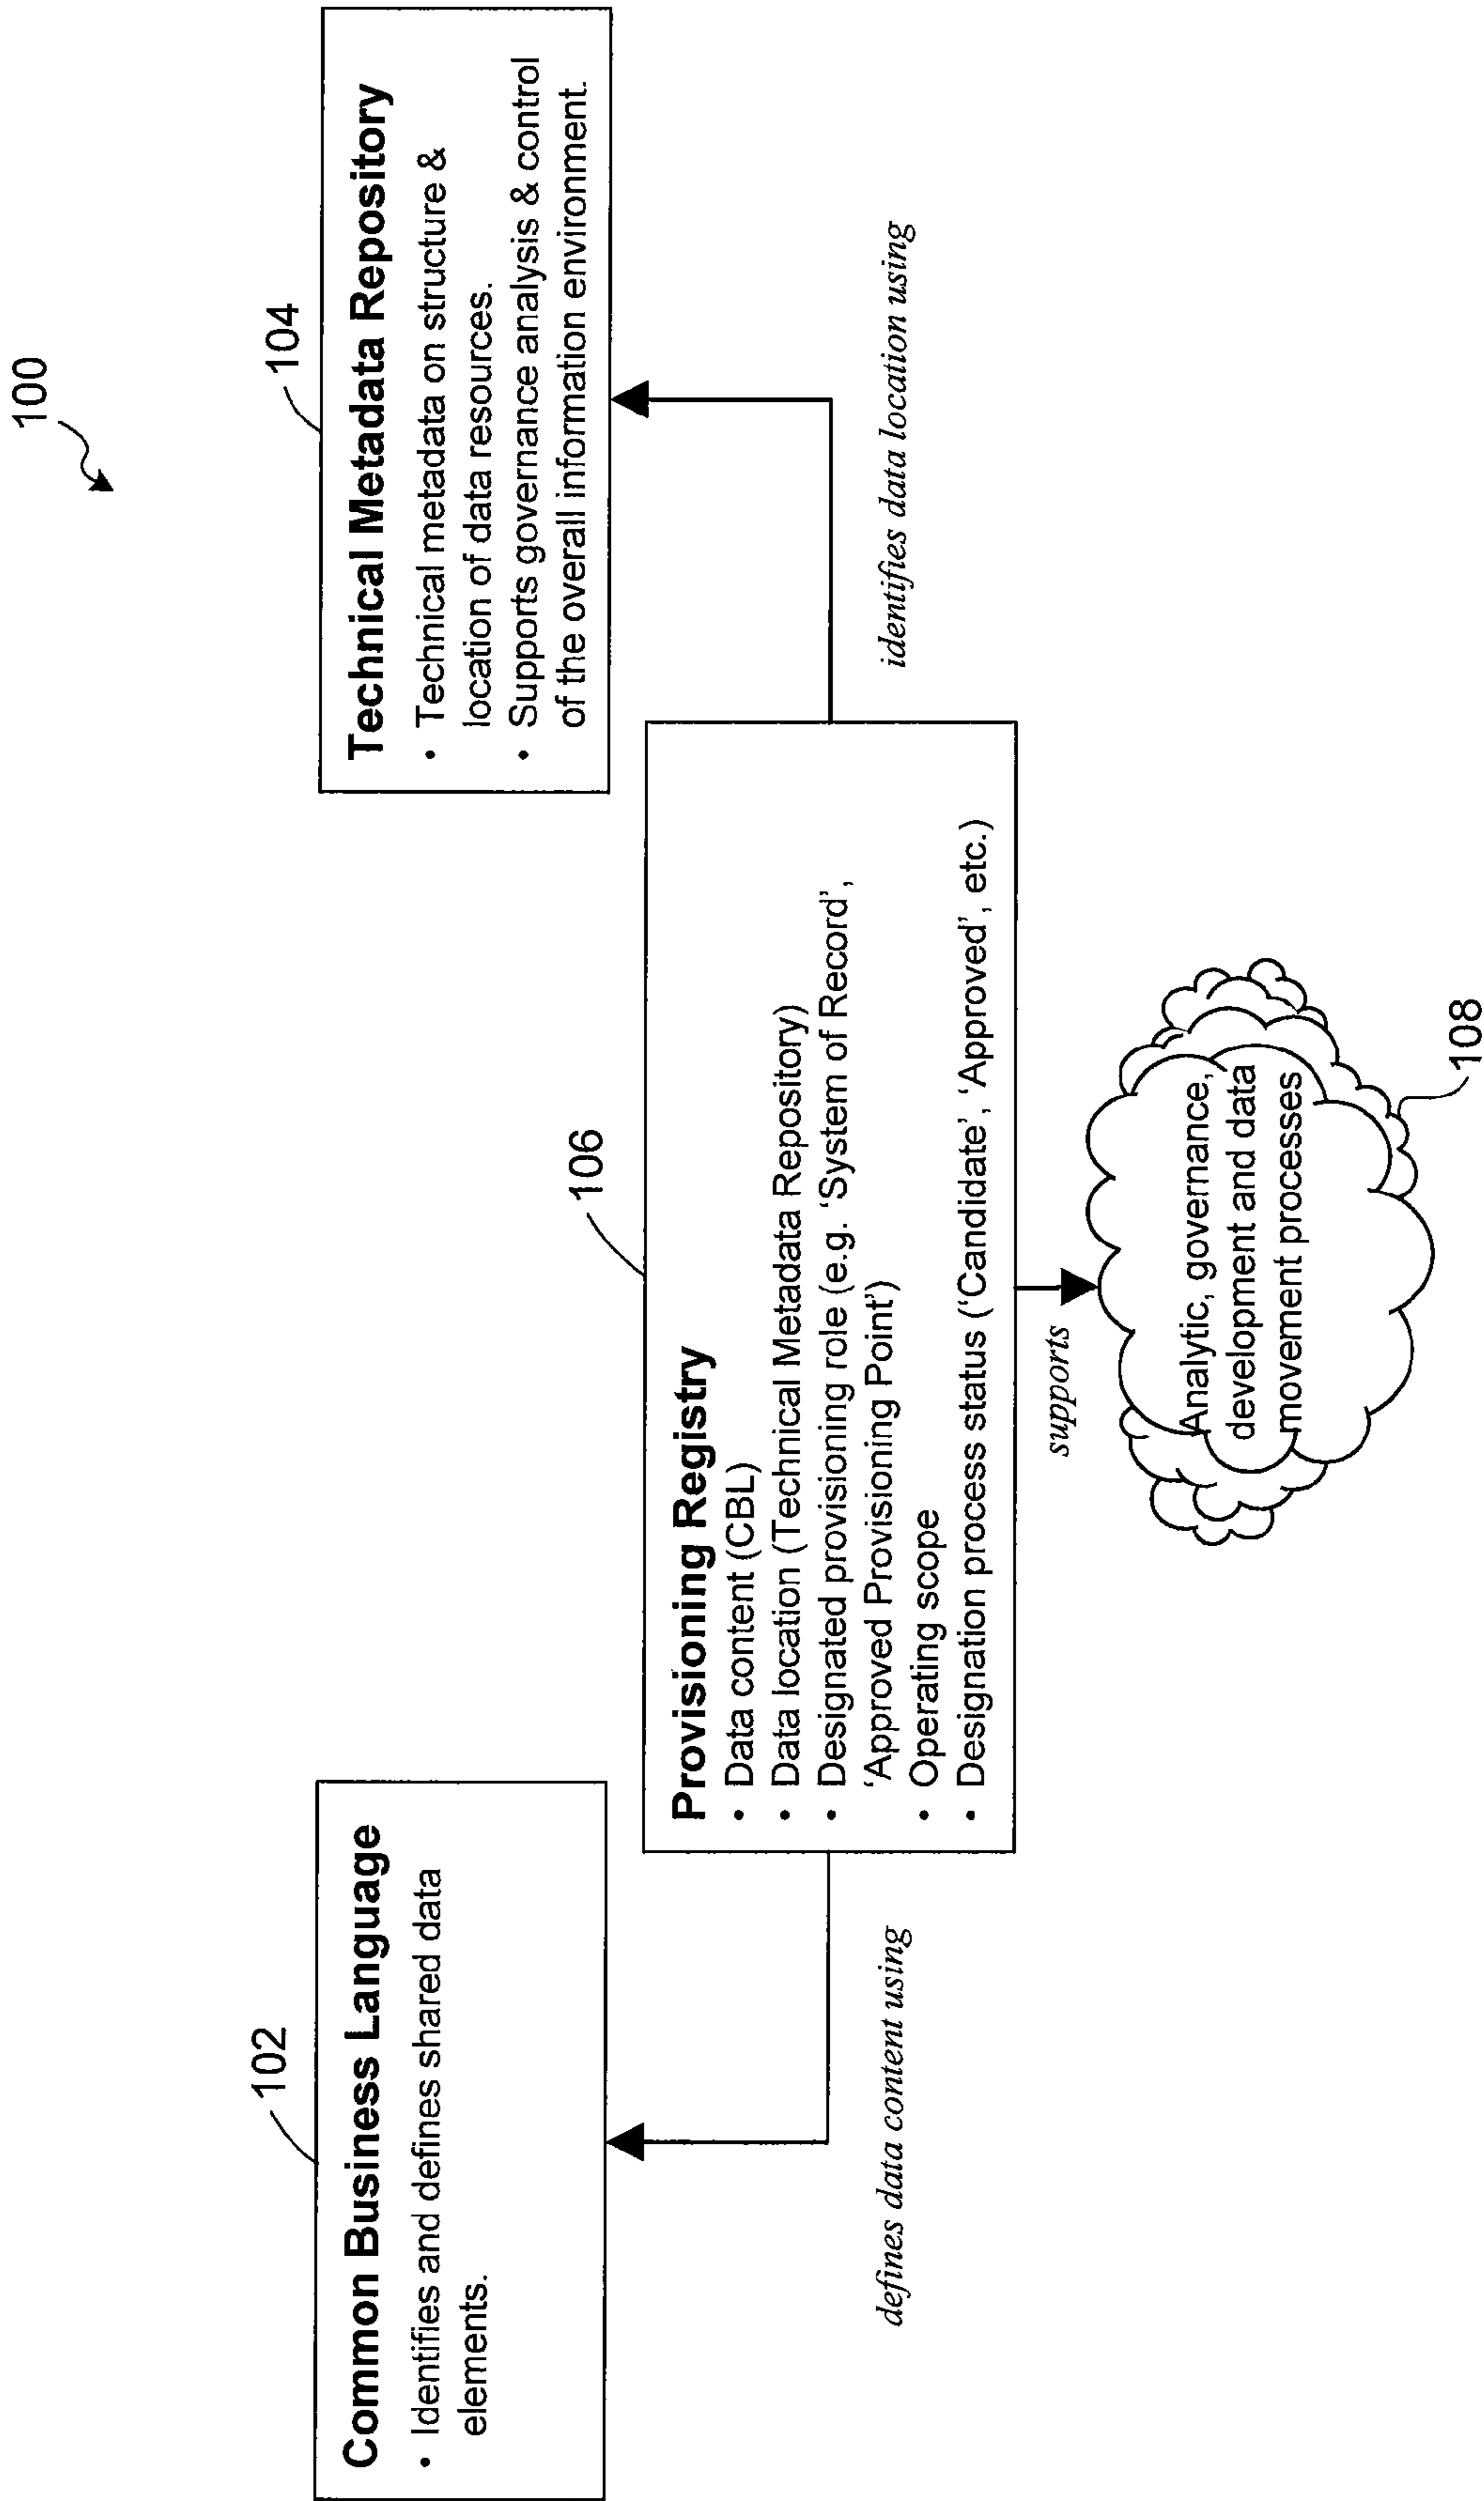 100
102
Common Business Language
• Identifies and defines shared data
elements.
104
Technical Metadata Repository
• Technical metadata on structure &
location of data resources.
• Supports governance analysis & control
of the overall information environment.
106
Provisioning Registry
• Data content (CBL)
• Data location (Technical Metadata Repository)
• Designated provisioning role (e.g. ‘System of Record’,
‘Approved Provisioning Point’)
• Operating scope
• Designation process status (‘Candidate’, ‘Approved’, etc.)
defines data content using
identifies data location using
supports
Analytic, governance,
development and data
movement processes
108